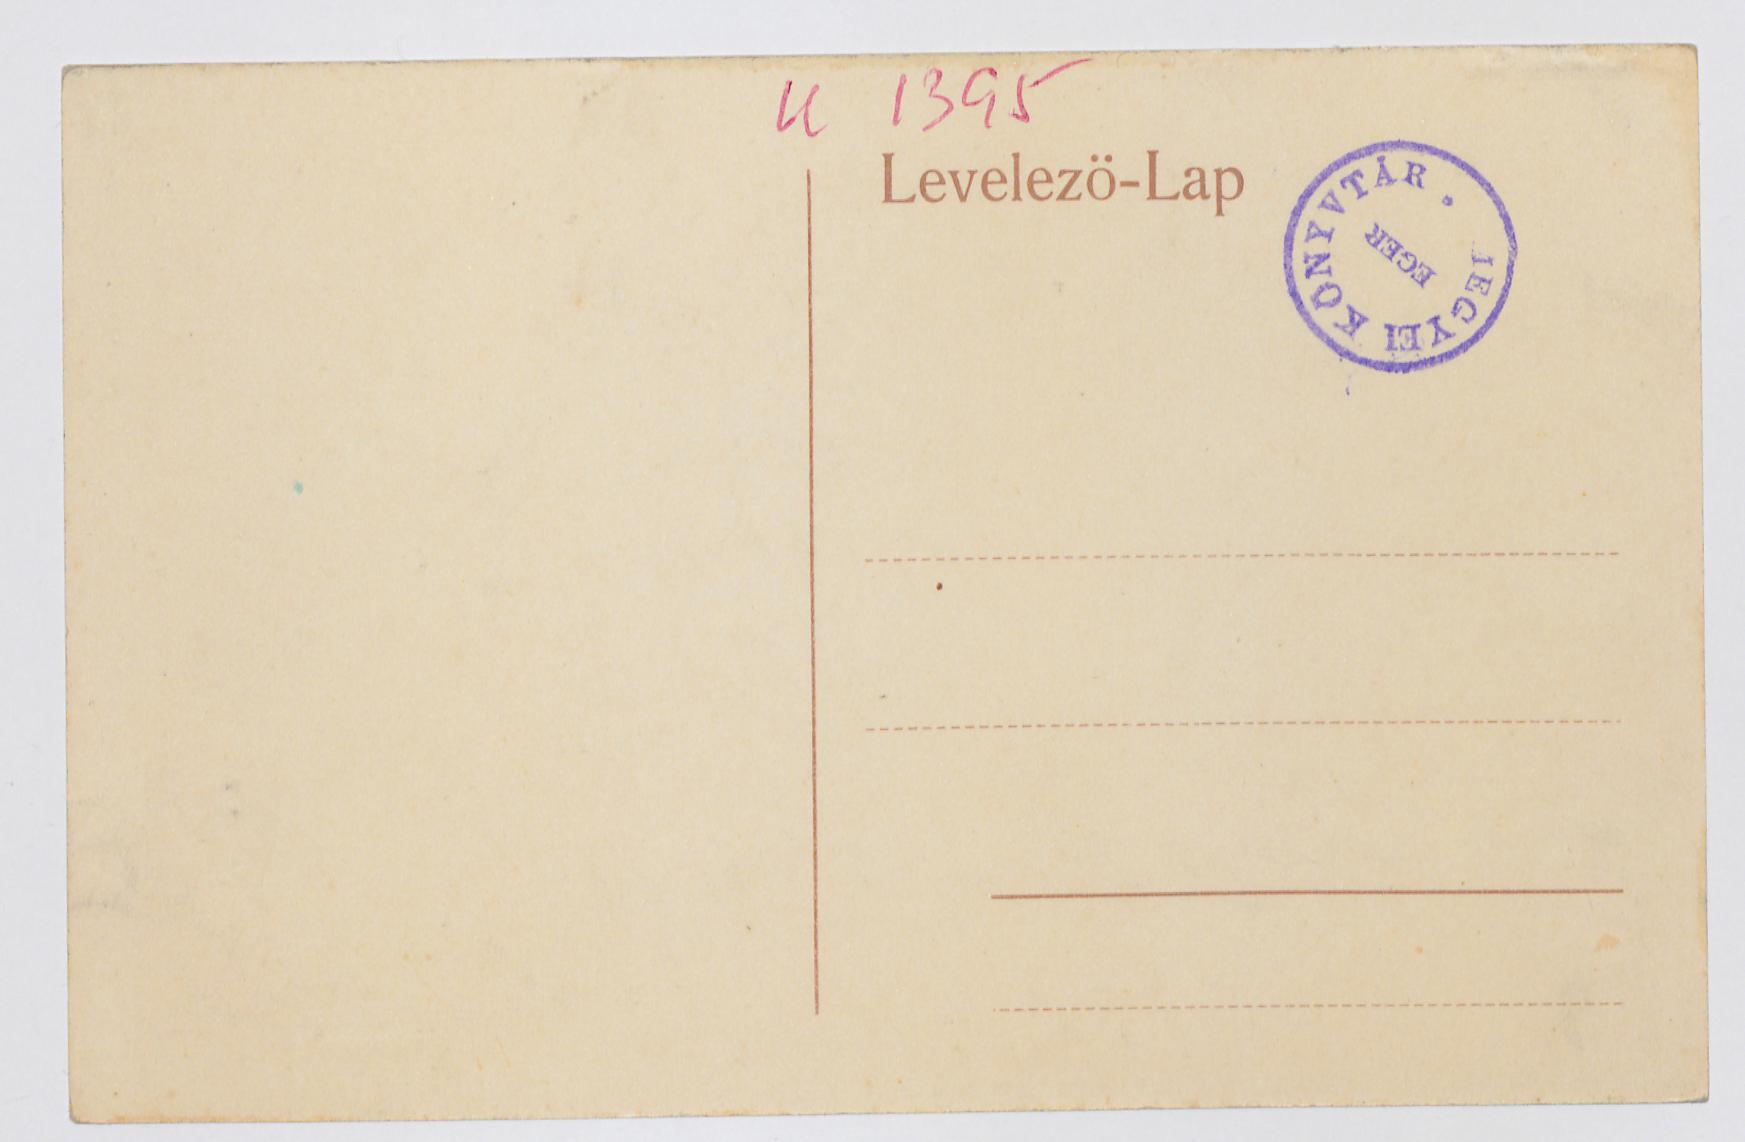 K 1395
Levelezö-Lap
MEGYEI KÖNYVTÁR •
EGER